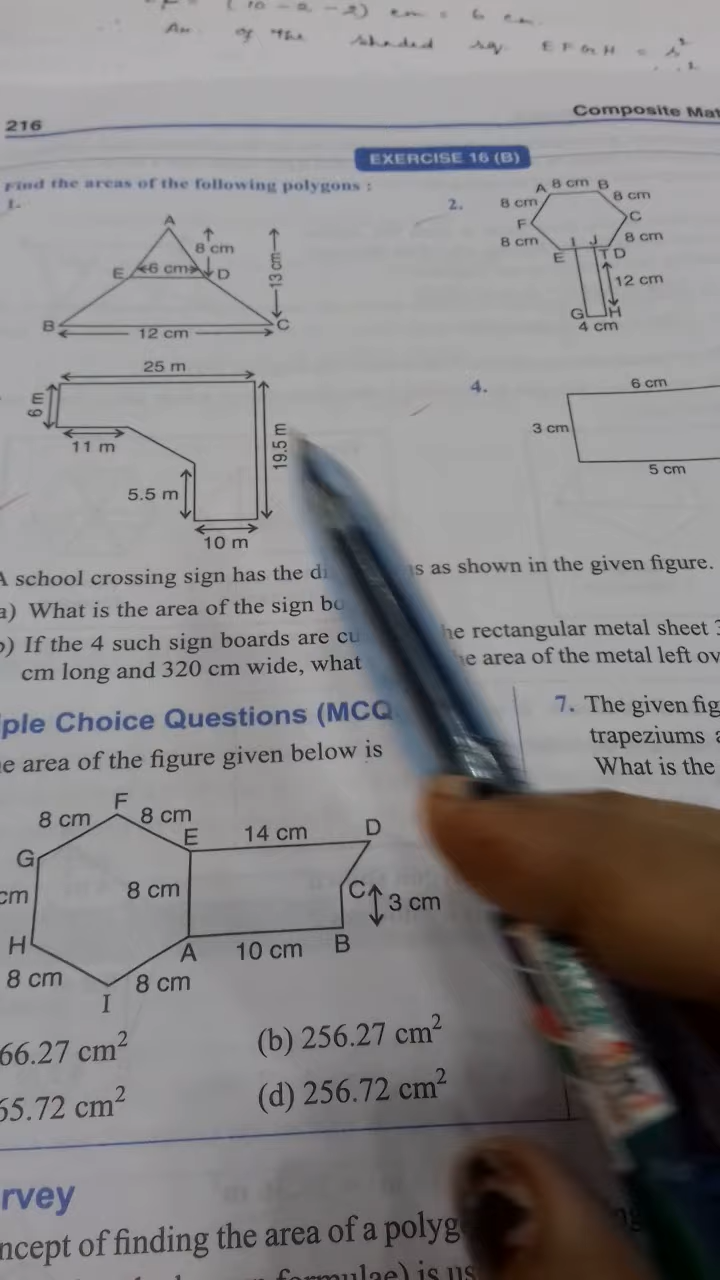 216
Composite Mat
EXERCISE 16 (B)
Find the areas of the following polygons :
1.
A
8 cm
6 cm
E
D
13 cm
B
12 cm
C
2.
A 8 cm B
8 cm
8 cm
F
C
8 cm
8 cm
E
I J
T D
12 cm
G H
4 cm
25 m
6 m
11 m
19.5 m
5.5 m
10 m
4.
6 cm
3 cm
5 cm
A school crossing sign has the di s as shown in the given figure.
a) What is the area of the sign bo
b) If the 4 such sign boards are cu he rectangular metal sheet 3
cm long and 320 cm wide, what he area of the metal left ov
iple Choice Questions (MCQ
e area of the figure given below is
7. The given fig
trapeziums a
What is the
F
8 cm
8 cm
E
14 cm
D
G
cm
8 cm
C
3 cm
H
A
10 cm
B
8 cm
I
8 cm
66.27 cm²
(b) 256.27 cm²
65.72 cm²
(d) 256.72 cm²
rvey
ncept of finding the area of a polyg
formulae) is us